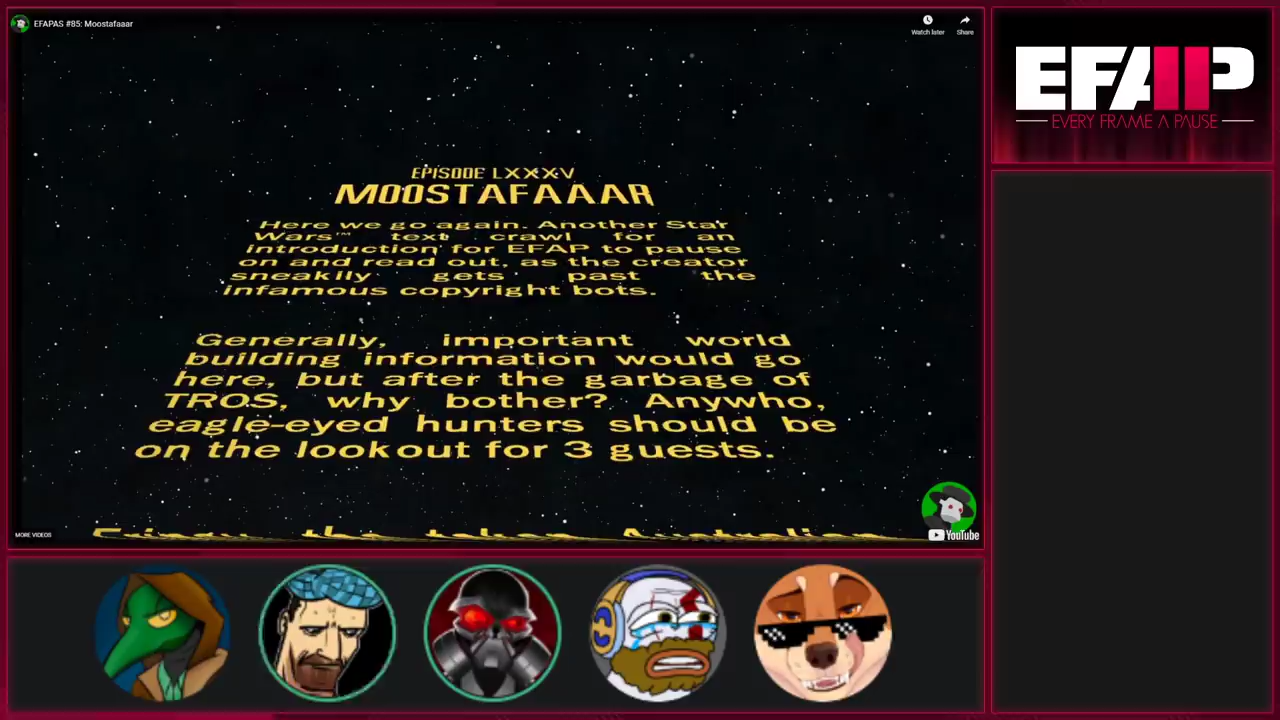 EFAPAS #85: Moostafaaar
Watch later
Share
EFAP
EVERY FRAME A PAUSE
EPISODE LXXXV
MOOSTAFAAAR
Here we go again. Another Star
Wars™ text crawl for an
introduction for EFAP to pause
on and read out, as the creator
sneakily gets past the
infamous copyright bots.
Generally, important world
building information would go
here, but after the garbage of
TROS, why bother? Anywho,
eagle-eyed hunters should be
on the lookout for 3 guests.
MORE VIDEOS
YouTube